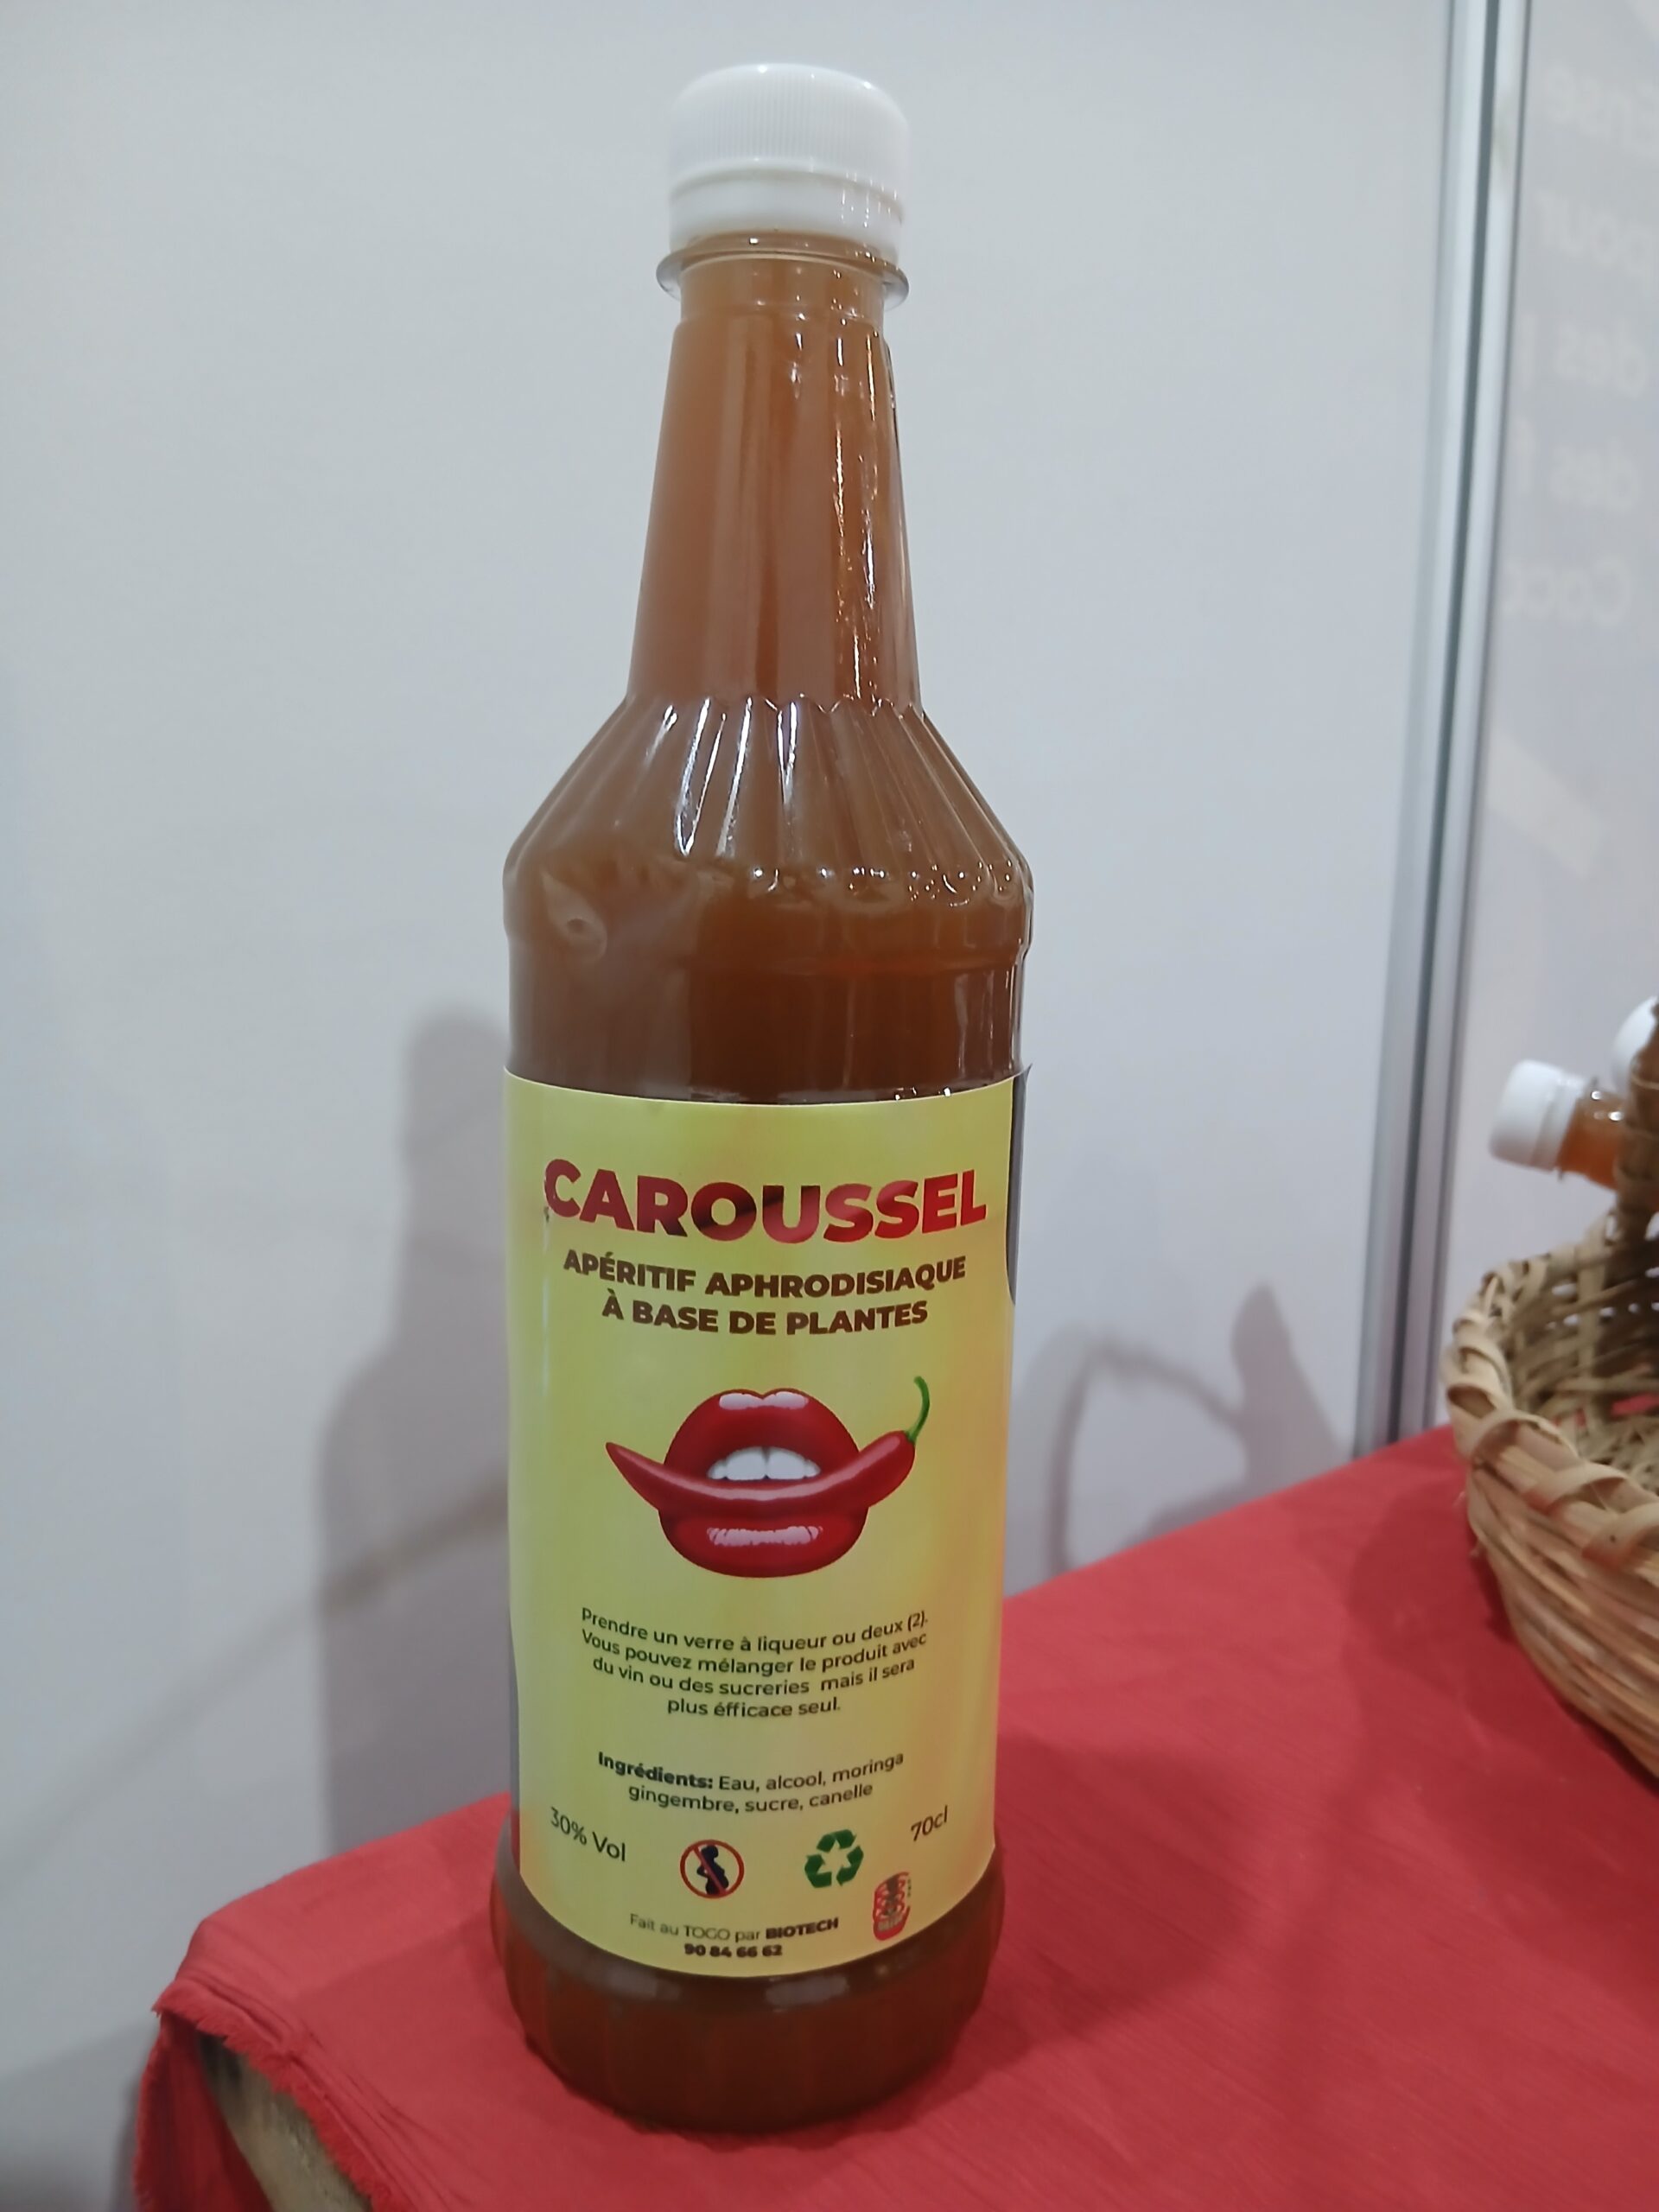 CAROUSSEL
APÉRITIF APHRODISIAQUE
À BASE DE PLANTES
Prendre un verre à liqueur ou deux (2).
Vous pouvez mélanger le produit avec
du vin ou des sucreries mais il sera
plus éfficace seul.
Ingrédients: Eau, alcool, moringa
gingembre, sucre, canelle
30% Vol
70cl
Fait au TOGO par BIOTECH
90 84 66 62